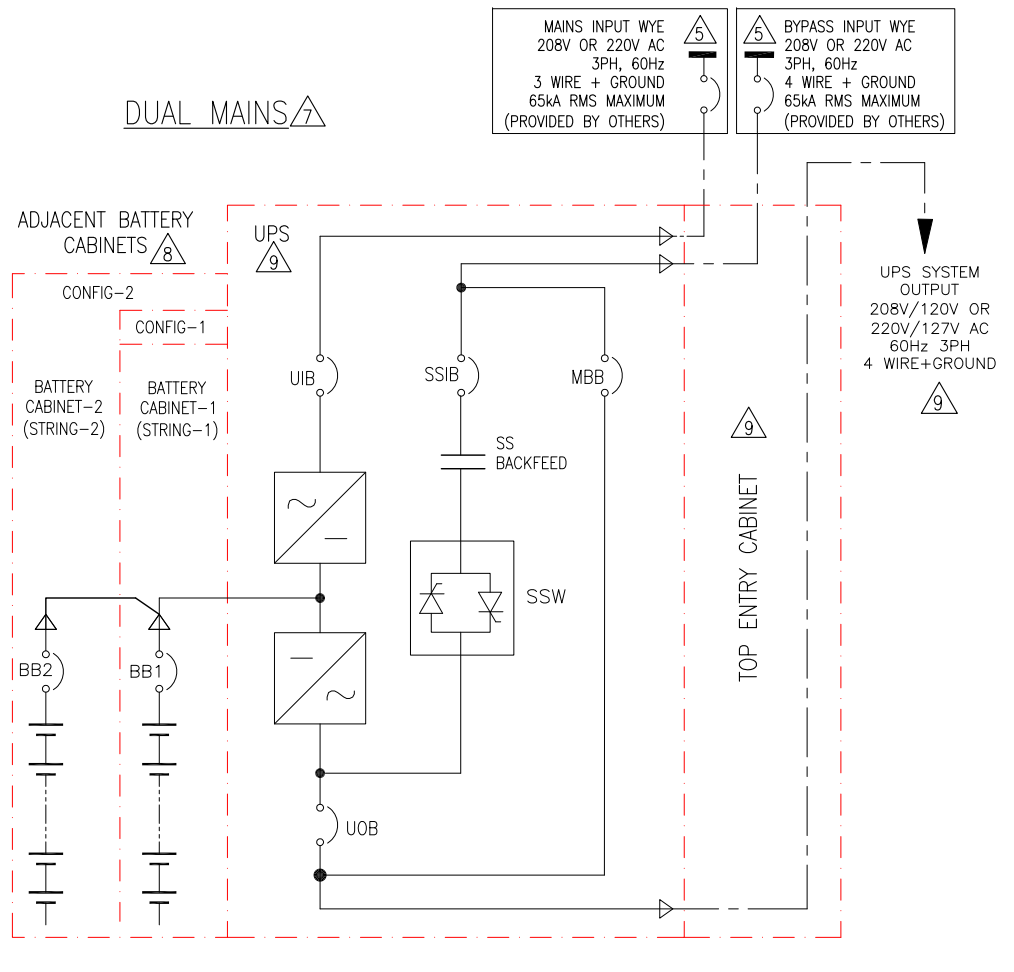 MAINS INPUT WYE
208V OR 220V AC
3PH, 60Hz
3 WIRE + GROUND
65kA RMS MAXIMUM
(PROVIDED BY OTHERS)
5
5
BYPASS INPUT WYE
208V OR 220V AC
3PH, 60Hz
4 WIRE + GROUND
65kA RMS MAXIMUM
(PROVIDED BY OTHERS)
DUAL MAINS 7
ADJACENT BATTERY
CABINETS 8
UPS
9
CONFIG-2
CONFIG-1
UPS SYSTEM
OUTPUT
208V/120V OR
220V/127V AC
60Hz 3PH
4 WIRE+GROUND
9
BATTERY
CABINET-2
(STRING-2)
BATTERY
CABINET-1
(STRING-1)
UIB
SSIB
MBB
SS
BACKFEED
SSW
9
TOP ENTRY CABINET
BB2
BB1
UOB